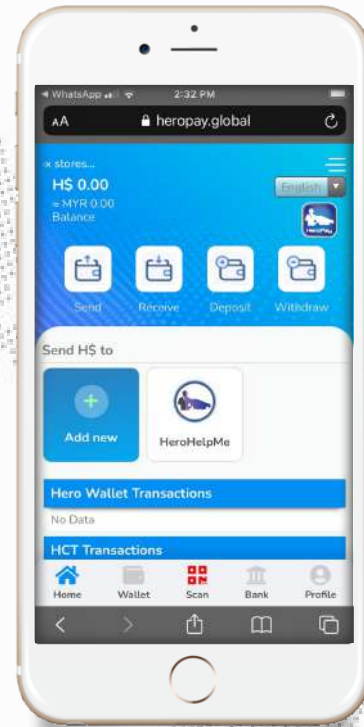 WhatsApp 2:32 PM
AA heropay.global
stores...
H$ 0.00
≈ MYR 0.00
Balance
English
HeroPay
Send Receive Deposit Withdraw
Send H$ to
+
Add new HeroHelpMe
Hero Wallet Transactions
No Data
HCT Transactions
Home Wallet Scan Bank Profile